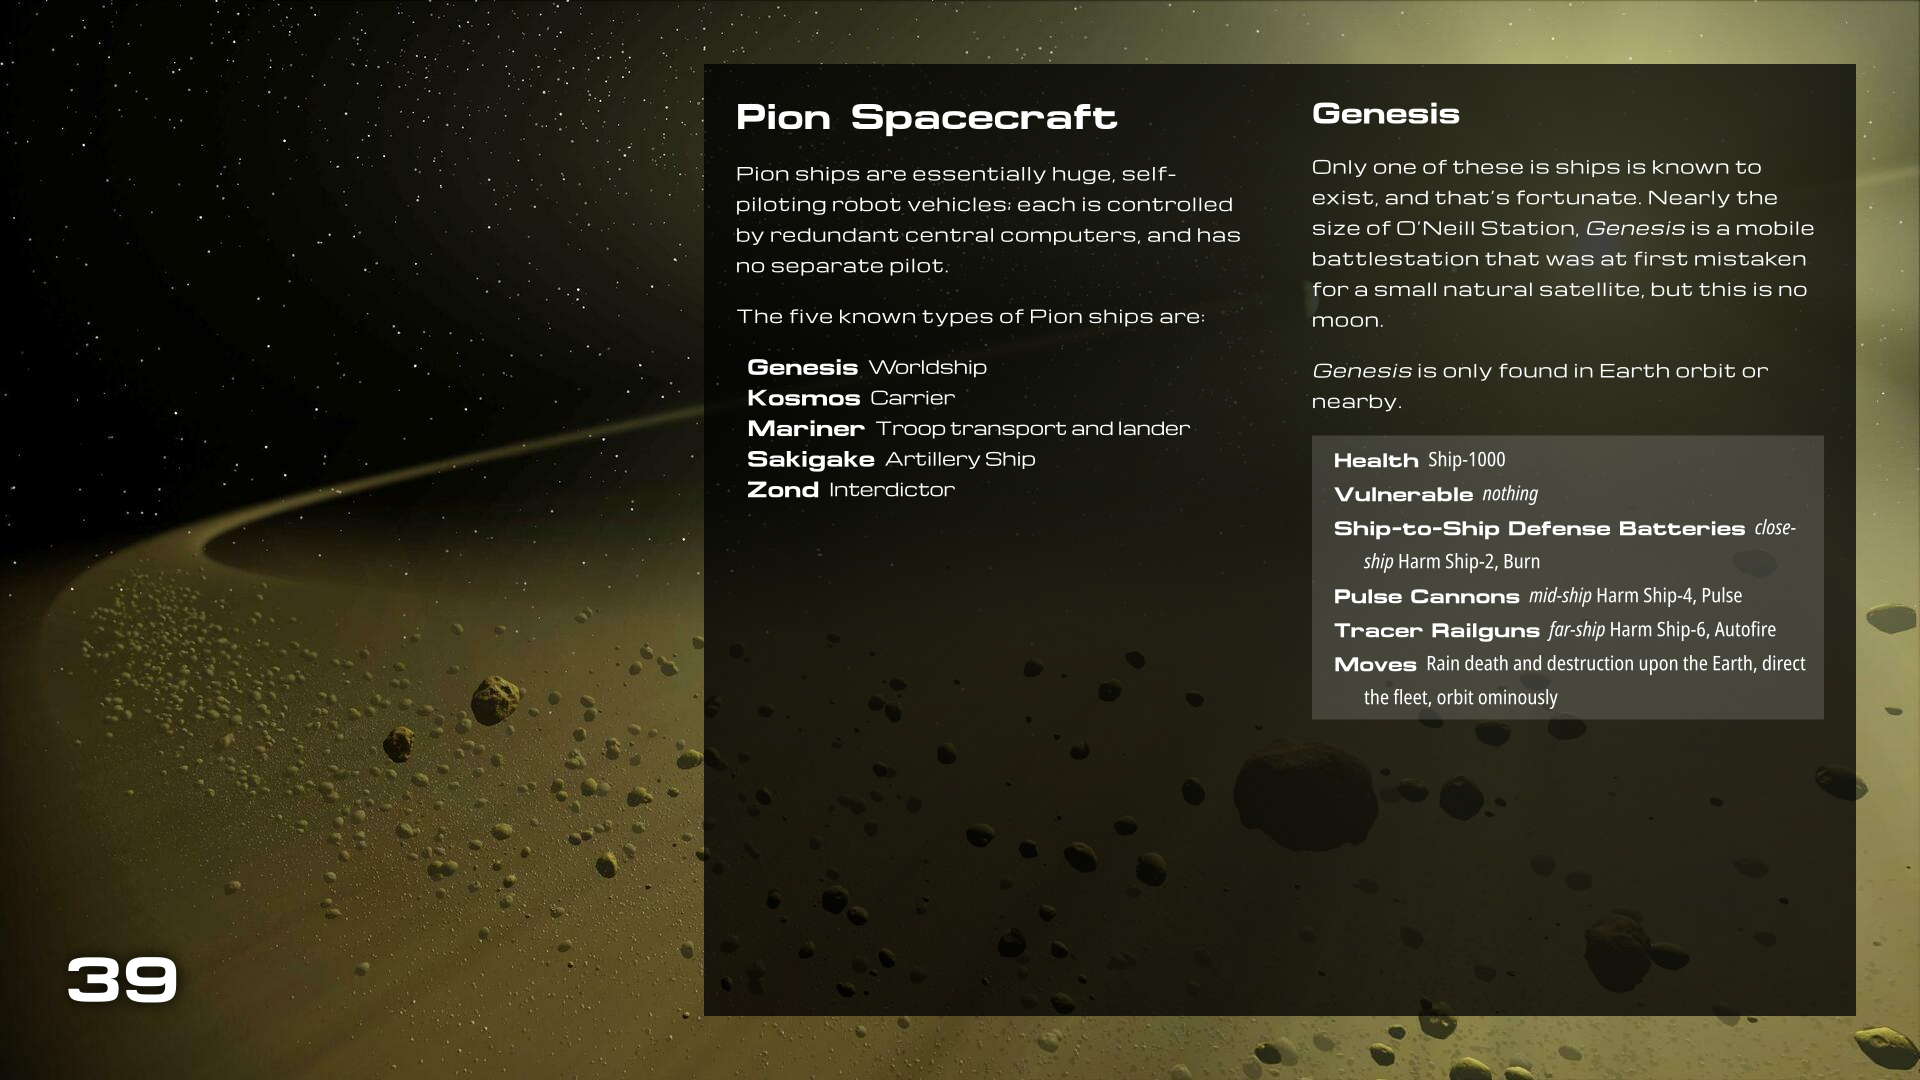 Pion Spacecraft
Pion ships are essentially huge, self-
piloting robot vehicles; each is controlled
by redundant central computers, and has
no separate pilot.
The five known types of Pion ships are:
Genesis Worldship
Kosmos Carrier
Mariner Troop transport and lander
Sakigake Artillery Ship
Zond Interdictor
Genesis
Only one of these is ships is known to
exist, and that's fortunate. Nearly the
size of O'Neill Station, Genesis is a mobile
battlestation that was at first mistaken
for a small natural satellite, but this is no
moon.
Genesis is only found in Earth orbit or
nearby.
Health Ship-1000
Vulnerable nothing
Ship-to-Ship Defense Batteries close-
ship Harm Ship-2, Burn
Pulse Cannons mid-ship Harm Ship-4, Pulse
Tracer Railguns far-ship Harm Ship-6, Autofire
Moves Rain death and destruction upon the Earth, direct
the fleet, orbit ominously
39